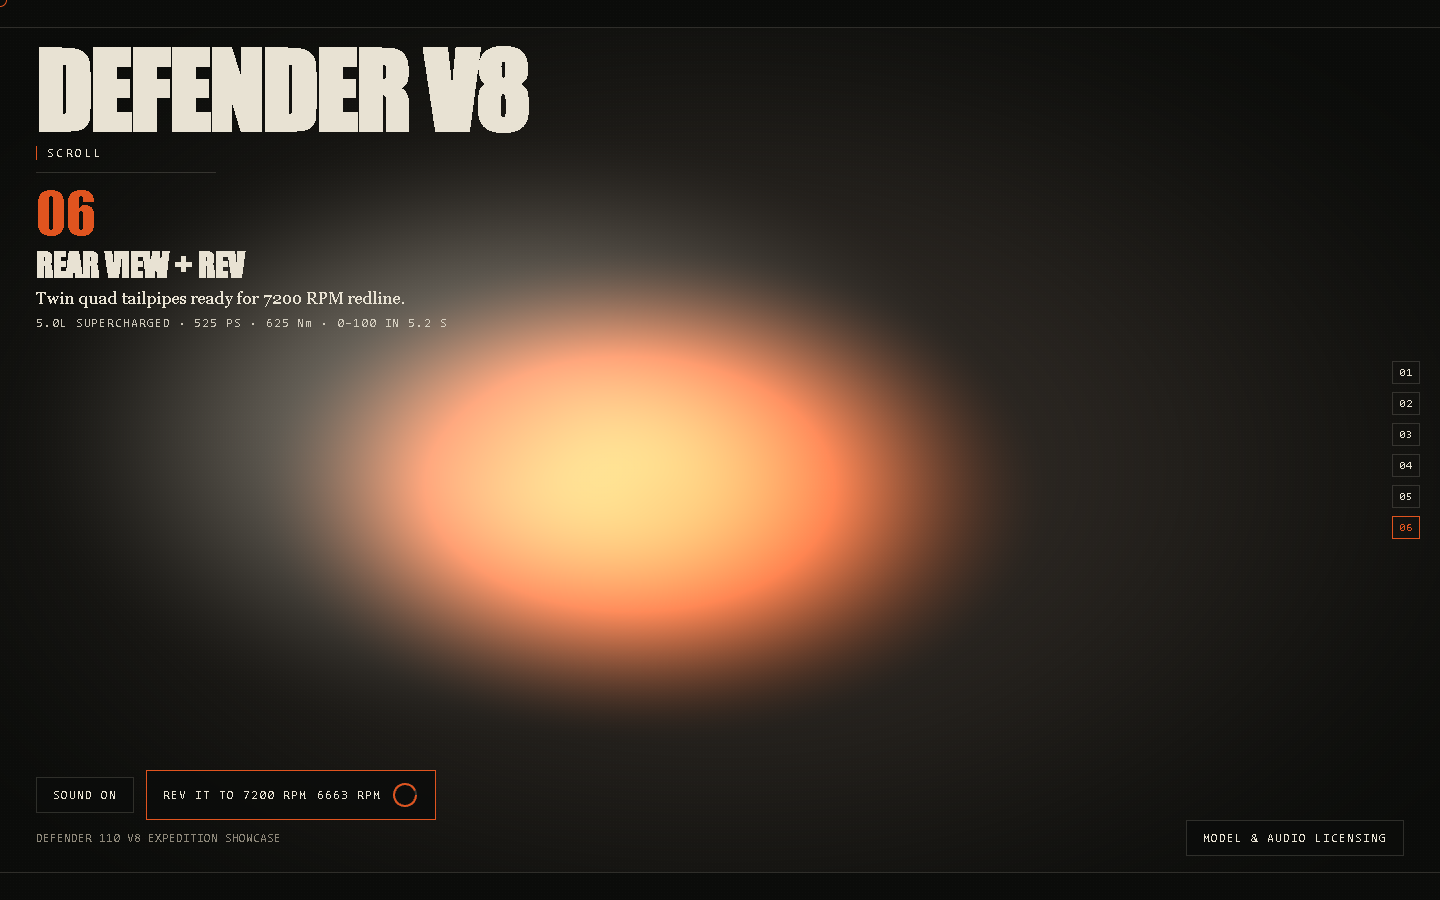 DEFENDER V8
SCROLL
06
REAR VIEW + REV
Twin quad tailpipes ready for 7200 RPM redline.
5.0L SUPERCHARGED · 525 PS · 625 Nm · 0–100 IN 5.2 S
01
02
03
04
05
06
SOUND ON
REV IT TO 7200 RPM 6663 RPM
DEFENDER 110 V8 EXPEDITION SHOWCASE
MODEL & AUDIO LICENSING